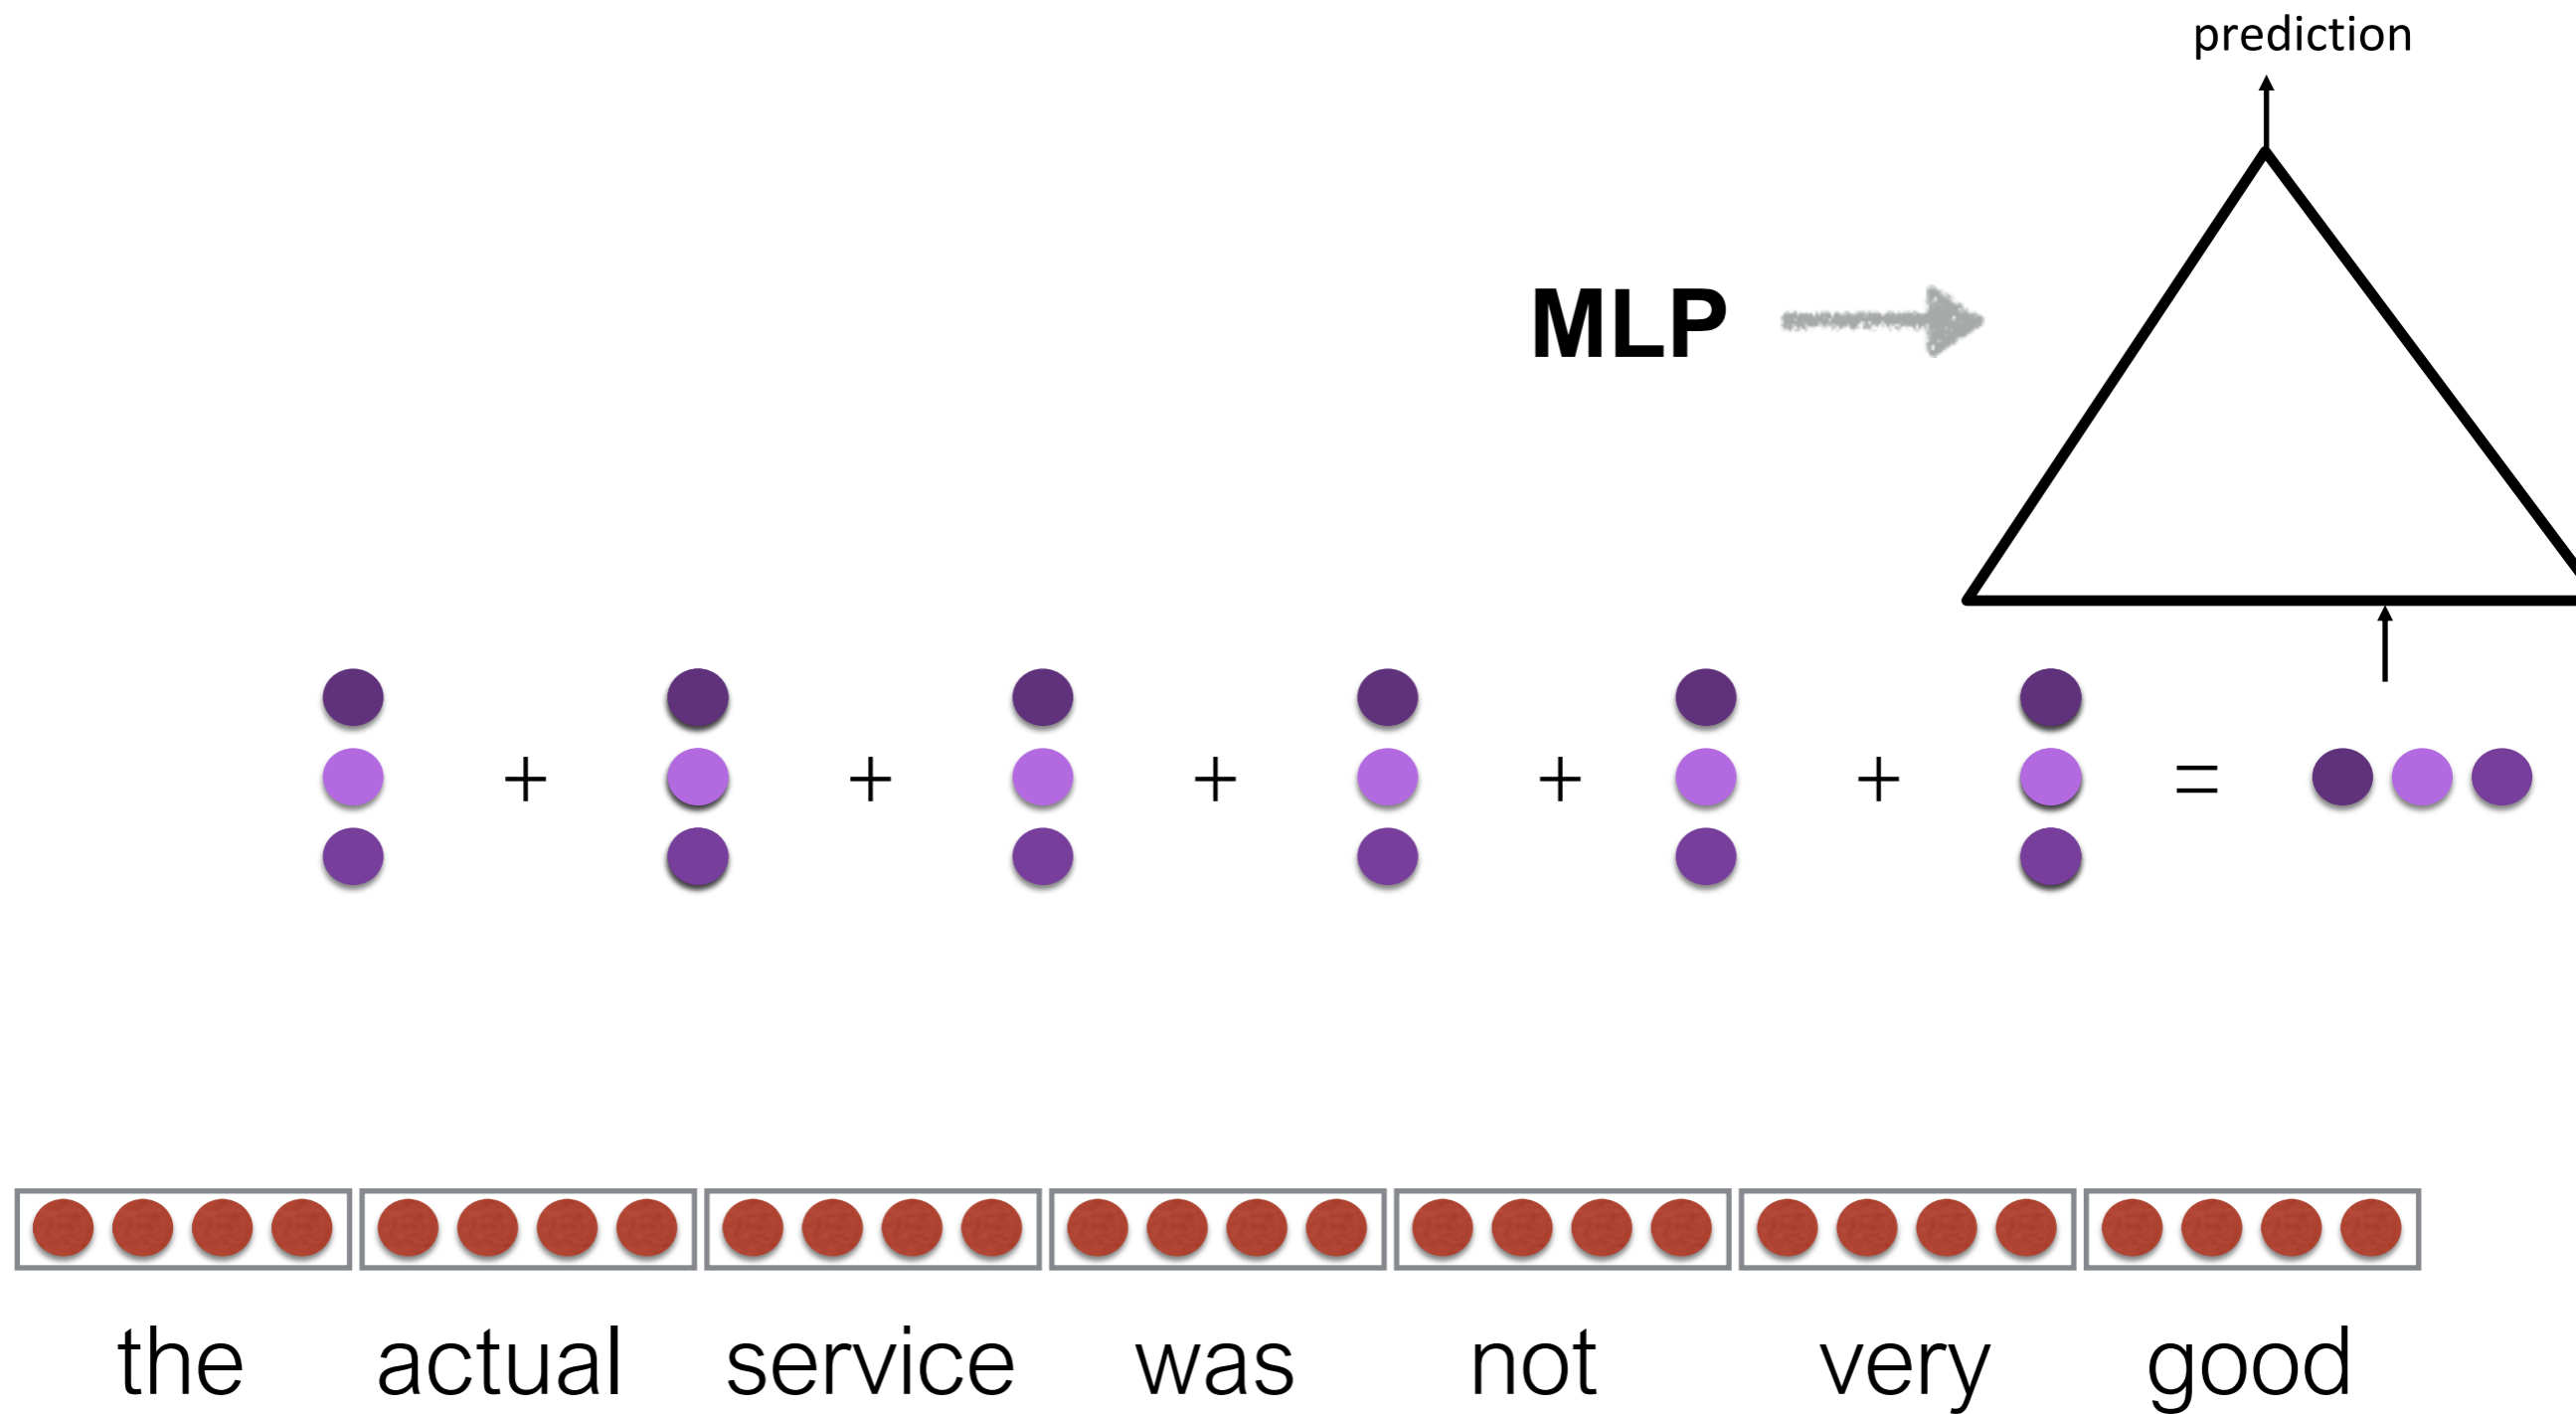 prediction
MLP
+ + + + + =
the actual service was not very good